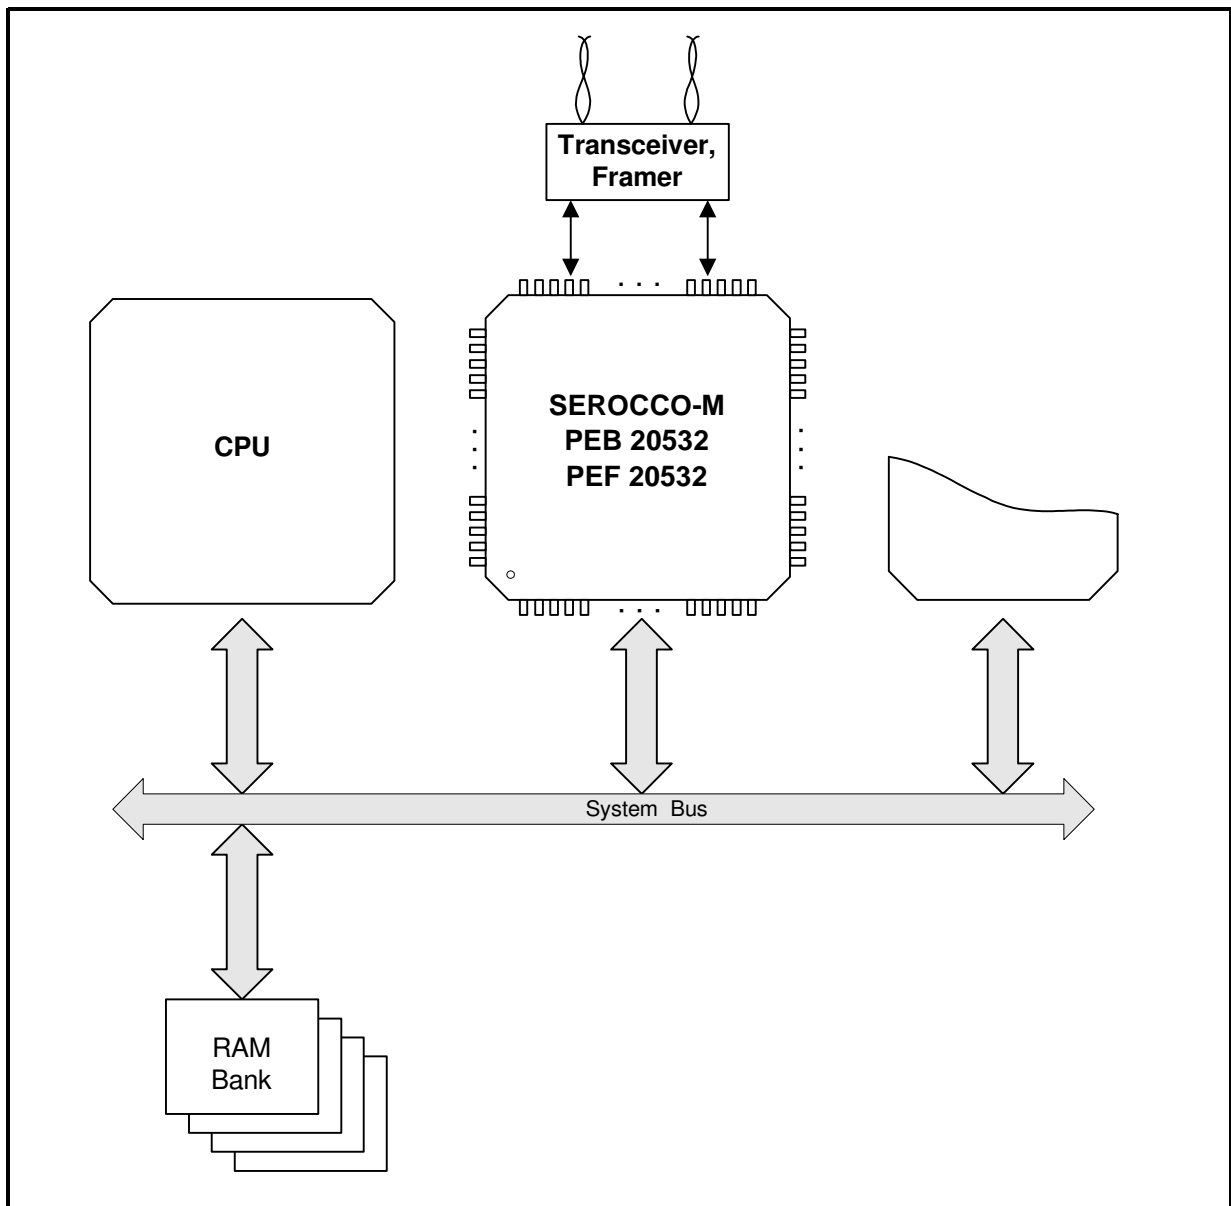 Transceiver,
Framer
CPU
SEROCCO-M
PEB 20532
PEF 20532
System Bus
RAM
Bank